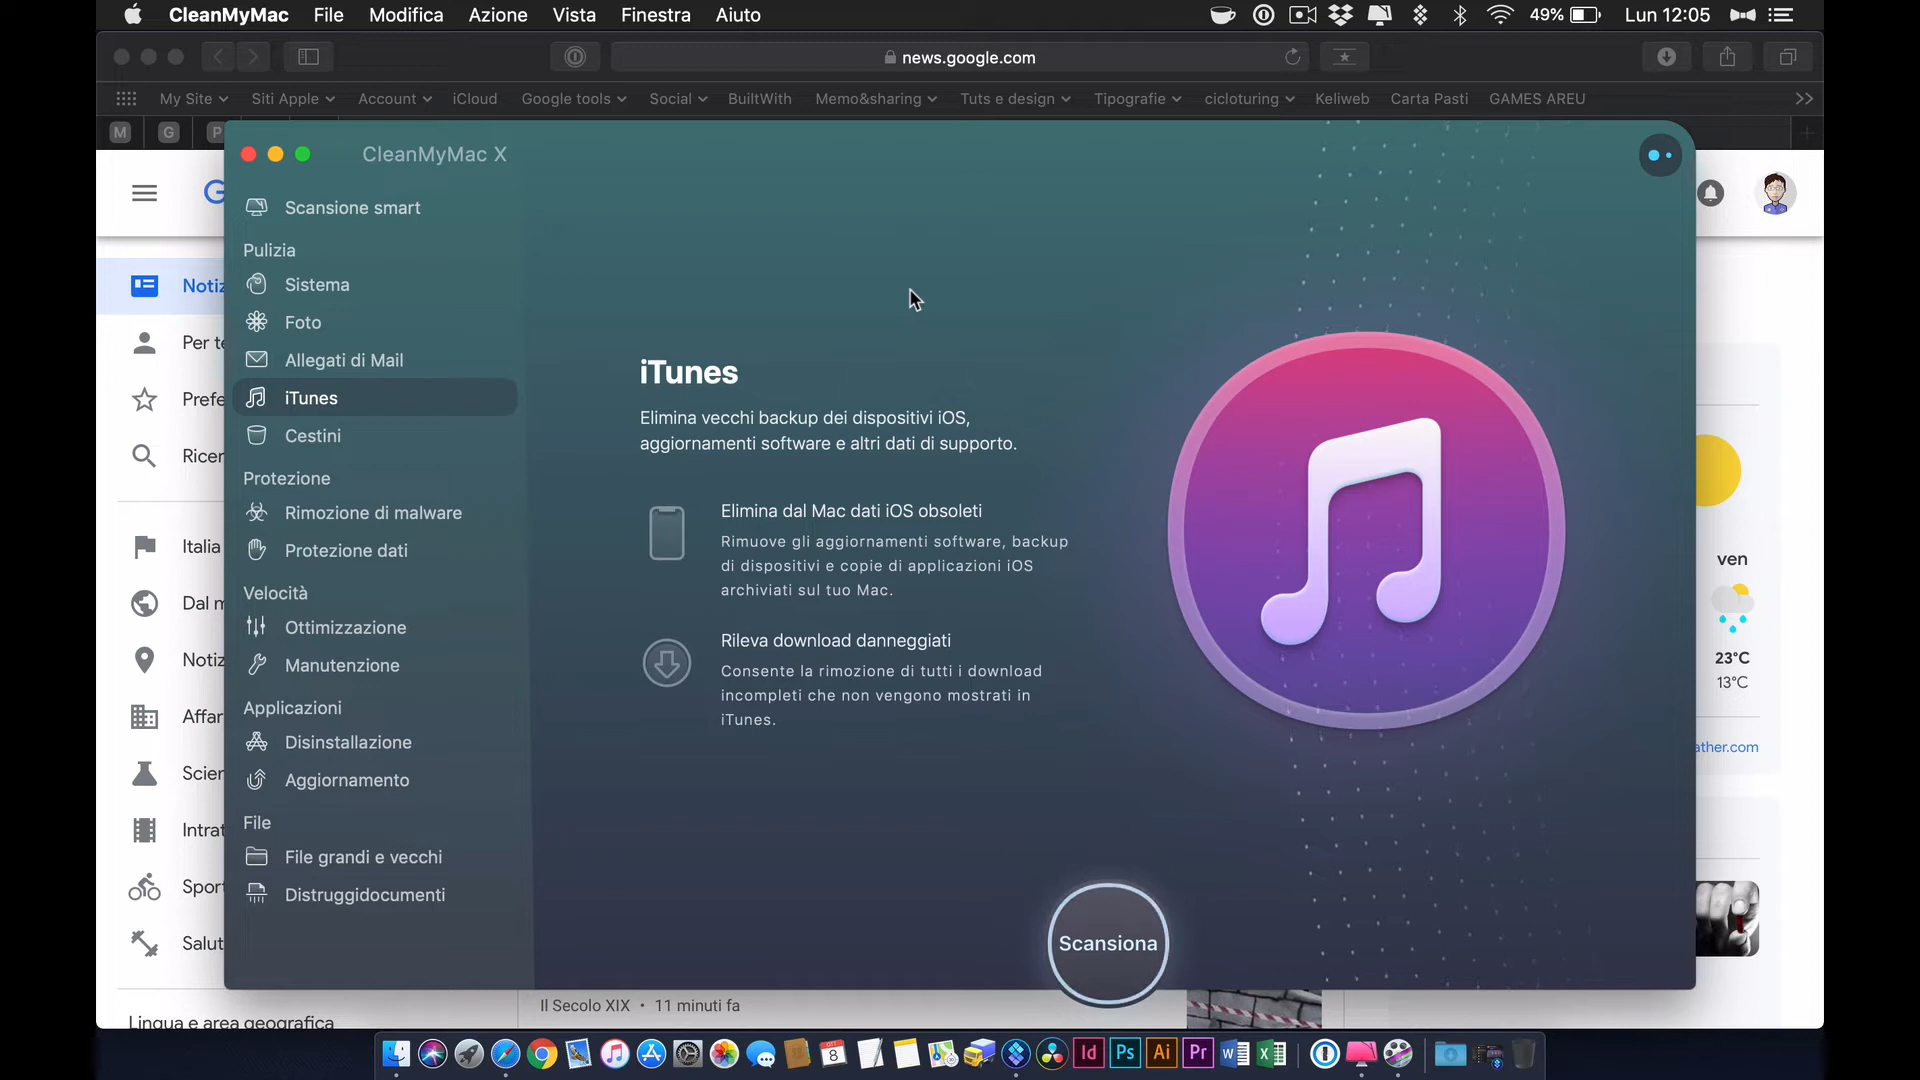 CleanMyMac File Modifica Azione Vista Finestra Aiuto 49% Lun 12:05
news.google.com
My Site Siti Apple Account iCloud Google tools Social BuiltWith Memo&sharing Tuts e design Tipografie cicloturing Keliweb Carta Pasti GAMES AREU
M G P
CleanMyMac X
G
Scansione smart
Pulizia
Sistema
Foto
Allegati di Mail
iTunes
Cestini
Protezione
Rimozione di malware
Protezione dati
Velocità
Ottimizzazione
Manutenzione
Applicazioni
Disinstallazione
Aggiornamento
File
File grandi e vecchi
Distruggidocumenti
iTunes
Elimina vecchi backup dei dispositivi iOS,
aggiornamenti software e altri dati di supporto.
Elimina dal Mac dati iOS obsoleti
Rimuove gli aggiornamenti software, backup
di dispositivi e copie di applicazioni iOS
archiviati sul tuo Mac.
Rileva download danneggiati
Consente la rimozione di tutti i download
incompleti che non vengono mostrati in
iTunes.
Scansiona
Notiz
Per te
Prefe
Ricer
Italia
Dal m
Notiz
Affar
Scien
Intrat
Sport
Salut
Lingua e area geografica
ven
23°C
13°C
ather.com
Il Secolo XIX • 11 minuti fa
8 Id Ps Ai Pr W X